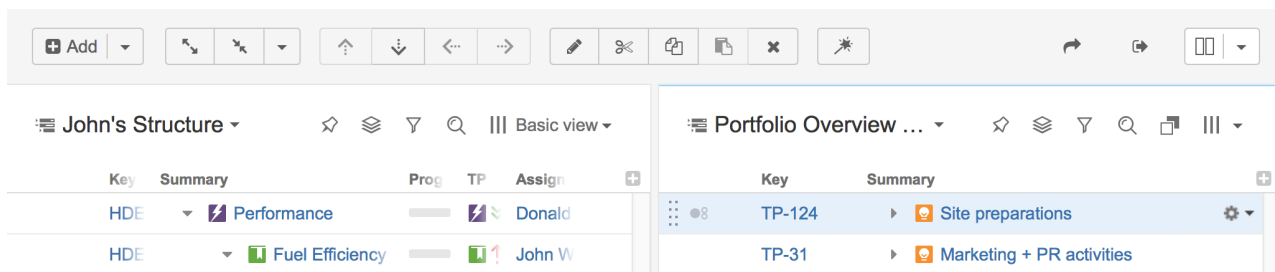 Add
John's Structure
Basic view
Key Summary Prog TP Assign
HDE Performance Donald
HDE Fuel Efficiency John W
Portfolio Overview ...
Key Summary
TP-124 Site preparations
TP-31 Marketing + PR activities